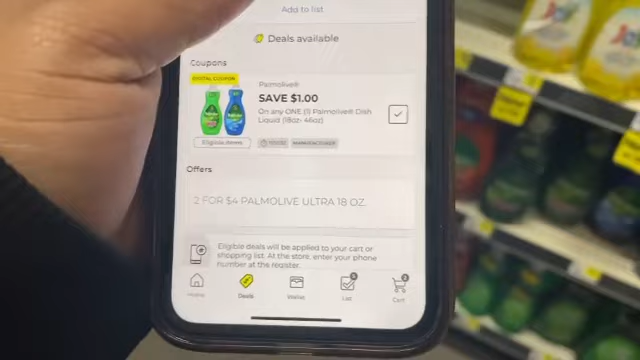 Add to list
Deals available
Coupons
DIGITAL COUPON
Palmolive®
SAVE $1.00
On any ONE (1) Palmolive® Dish
Liquid (18oz- 46oz)
Eligible items
MANUFACTURER
Offers
2 FOR $4 PALMOLIVE ULTRA 18 OZ.
Eligible deals will be applied to your cart or
shopping list. At the store, enter your phone
number at the register.
Home
Deals
Wallet
List
Cart